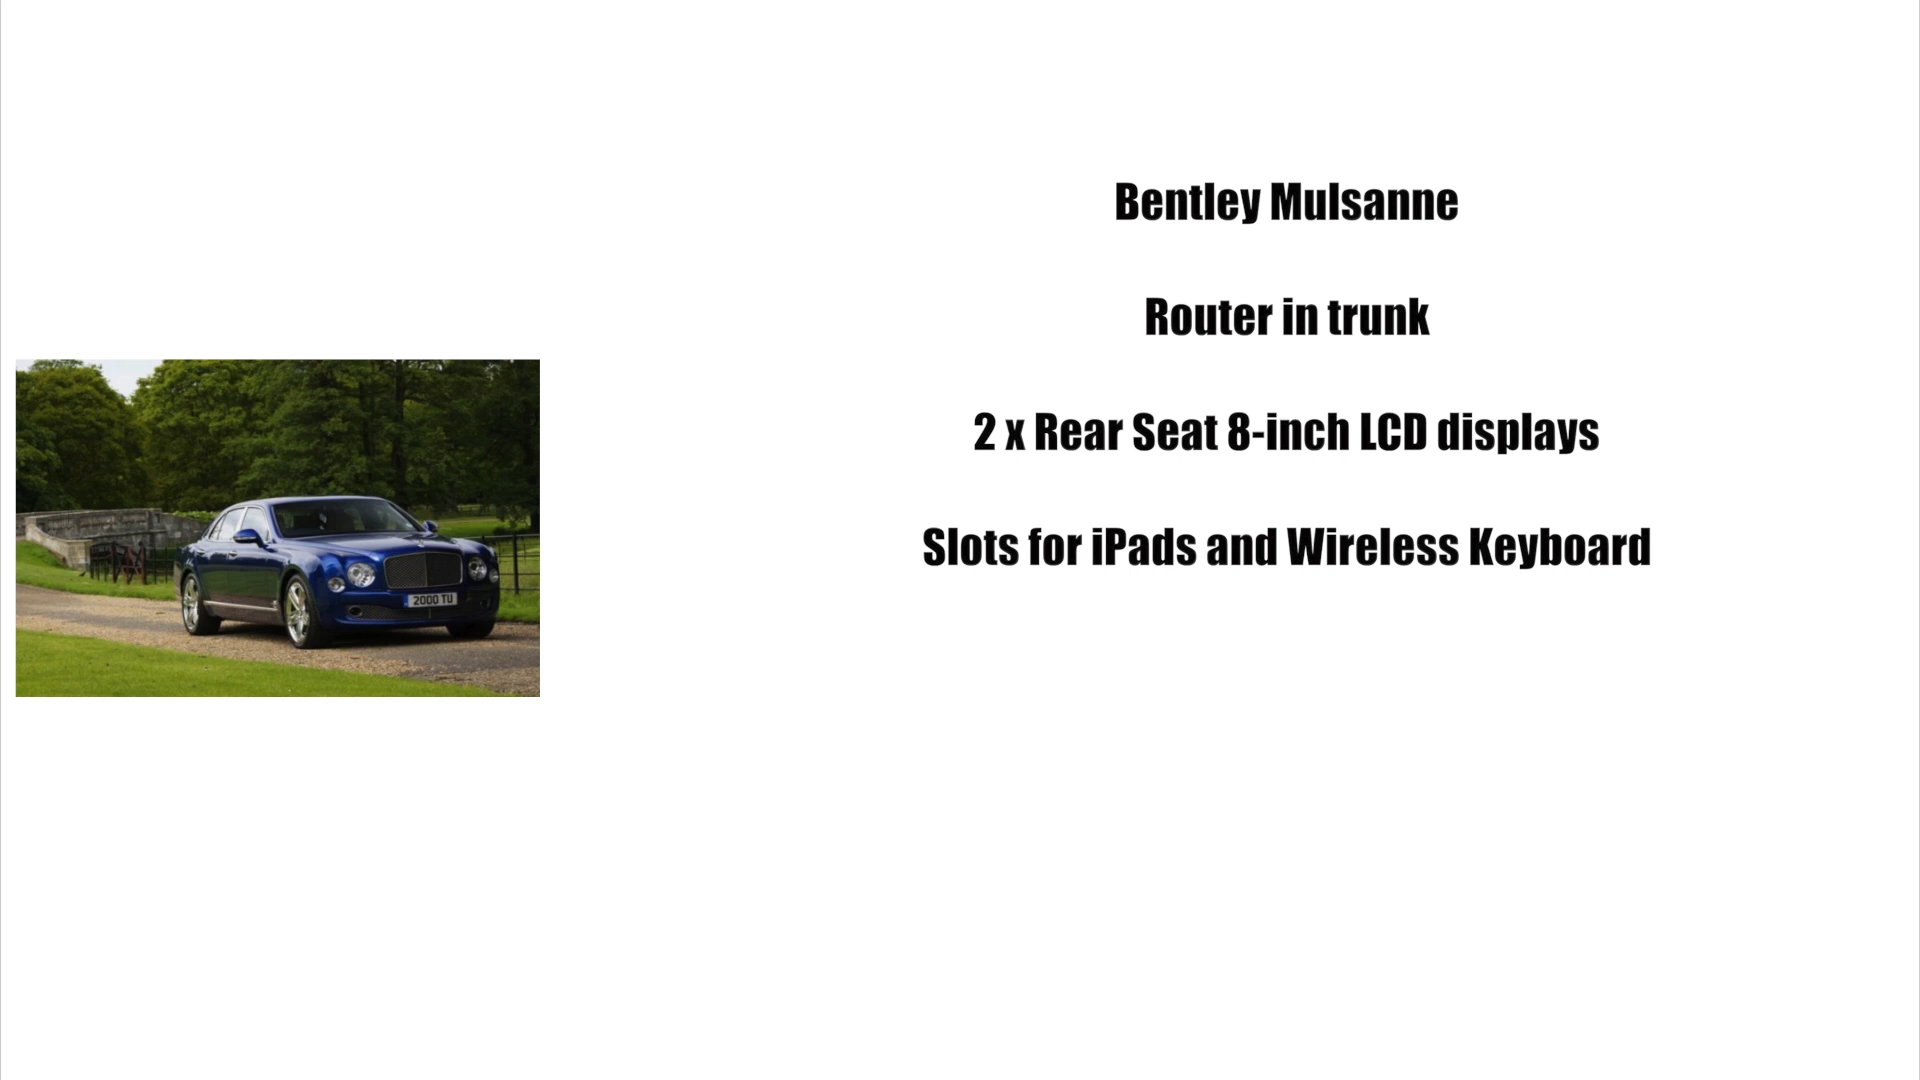 Bentley Mulsanne
Router in trunk
2 x Rear Seat 8-inch LCD displays
Slots for iPads and Wireless Keyboard
2000 TU